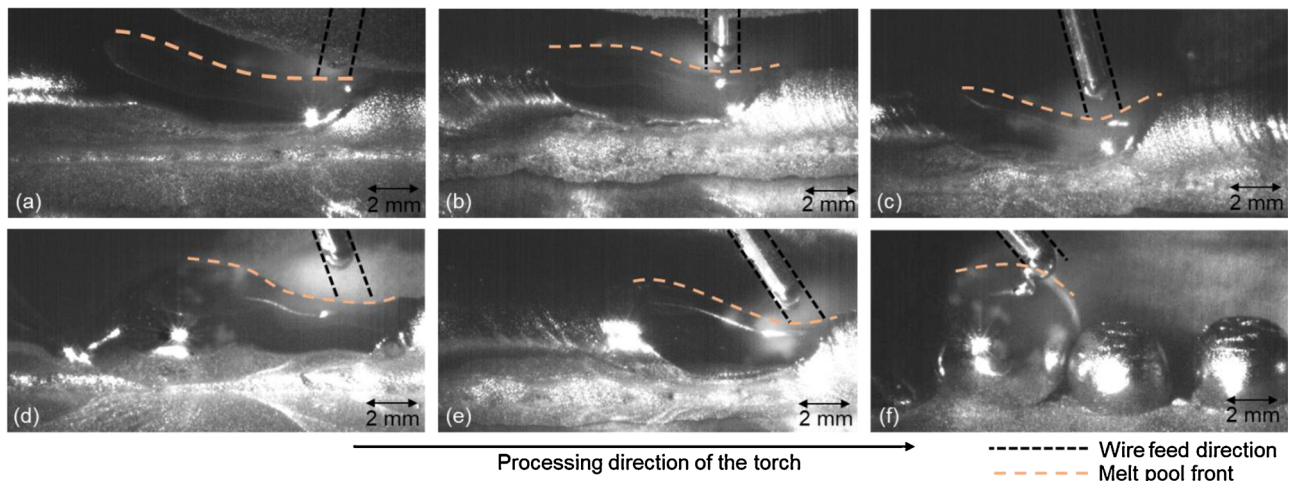 (a)
2 mm
(b)
2 mm
(c)
2 mm
(d)
2 mm
(e)
2 mm
(f)
2 mm
Processing direction of the torch
Wire feed direction
Melt pool front